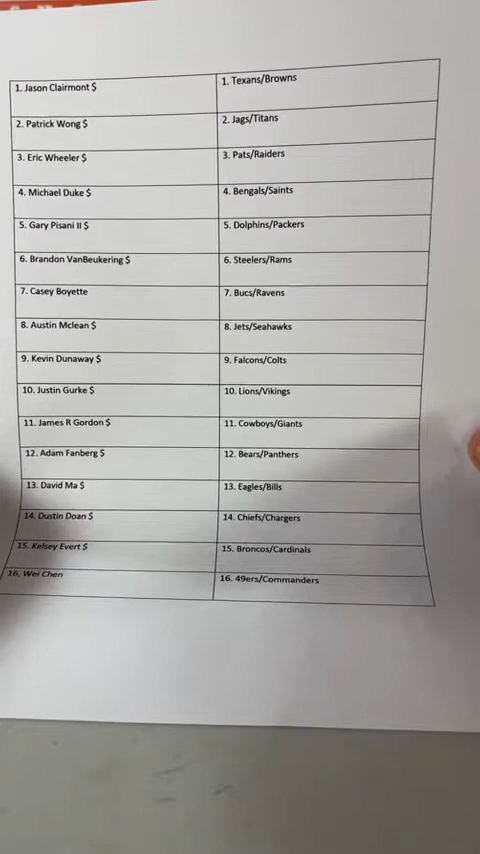 1. Jason Clairmont $
1. Texans/Browns
2. Patrick Wong $
2. Jags/Titans
3. Eric Wheeler $
3. Pats/Raiders
4. Michael Duke $
4. Bengals/Saints
5. Gary Pisani II $
5. Dolphins/Packers
6. Brandon VanBeukering $
6. Steelers/Rams
7. Casey Boyette
7. Bucs/Ravens
8. Austin Mclean $
8. Jets/Seahawks
9. Kevin Dunaway $
9. Falcons/Colts
10. Justin Gurke $
10. Lions/Vikings
11. James R Gordon $
11. Cowboys/Giants
12. Adam Fanberg $
12. Bears/Panthers
13. David Ma $
13. Eagles/Bills
14. Dustin Doan $
14. Chiefs/Chargers
15. Kelsey Evert $
15. Broncos/Cardinals
16. Wei Chen
16. 49ers/Commanders